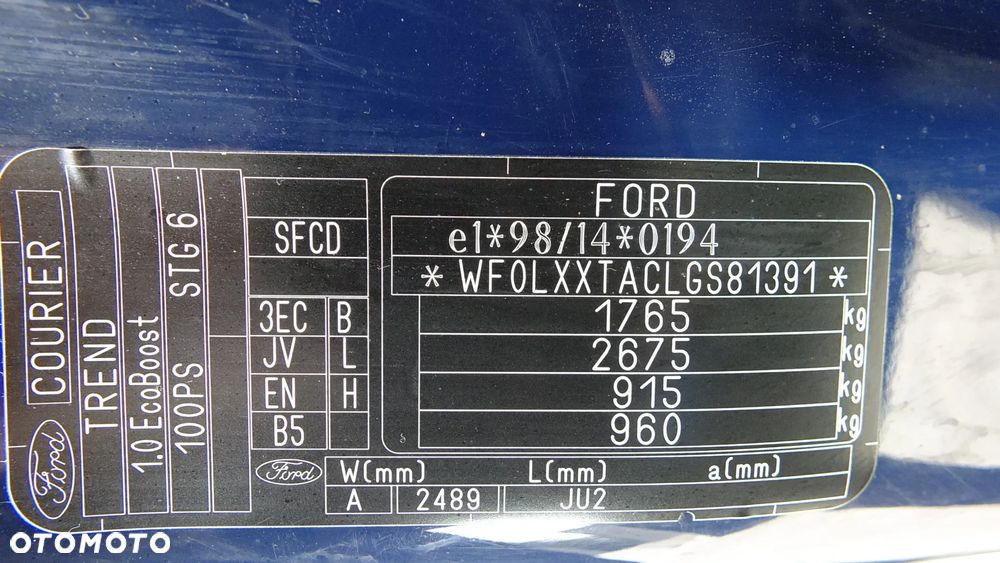 COURIER
Ford
TREND
1.0 EcoBoost
100PS STG 6
SFCD
3EC B
JV L
EN H
B5
FORD
e1*98/14*0194
*WF0LXXTACLGS81391*
1765 kg
2675 kg
915 kg
960 kg
Ford W(mm) L(mm) a(mm)
A 2489 JU2
OTOMOTO